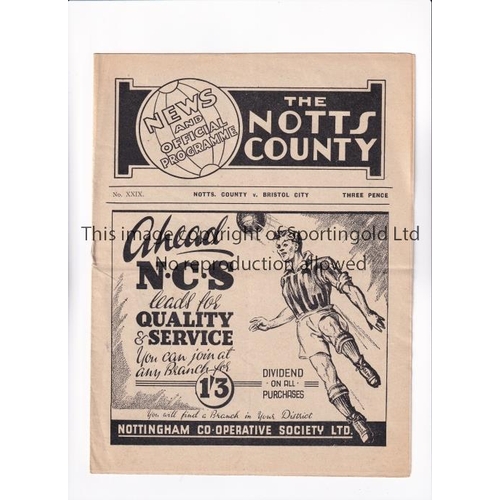 NEWS
AND
OFFICIAL
PROGRAMME
THE
NOTTS
COUNTY
No. XXIX.
NOTTS. COUNTY v. BRISTOL CITY
THREE PENCE
This image Copyright of Sportingold Ltd
No reproduction allowed
Ahead
N·C·S
leads for
QUALITY
& SERVICE
You can join at
any Branch for
1'3
NCS
DIVIDEND
· ON ALL ·
PURCHASES
You will find a Branch in Your District
NOTTINGHAM CO-OPERATIVE SOCIETY LTD.